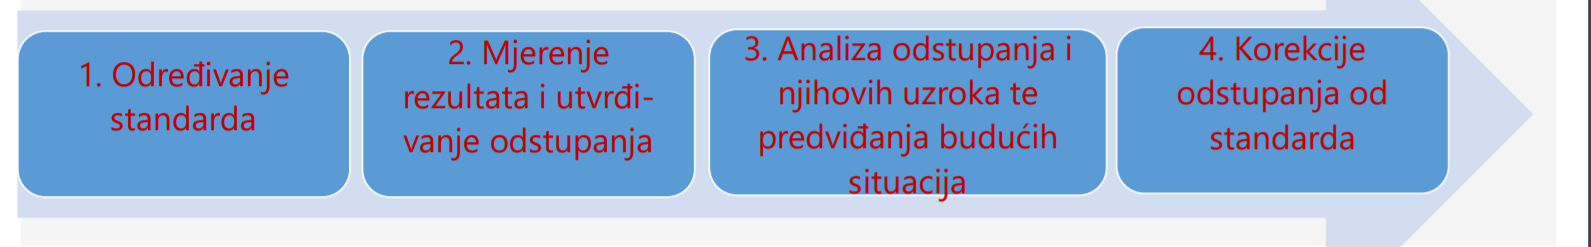 1. Određivanje
standarda
2. Mjerenje
rezultata i utvrđi-
vanje odstupanja
3. Analiza odstupanja i
njihovih uzroka te
predviđanja budućih
situacija
4. Korekcije
odstupanja od
standarda